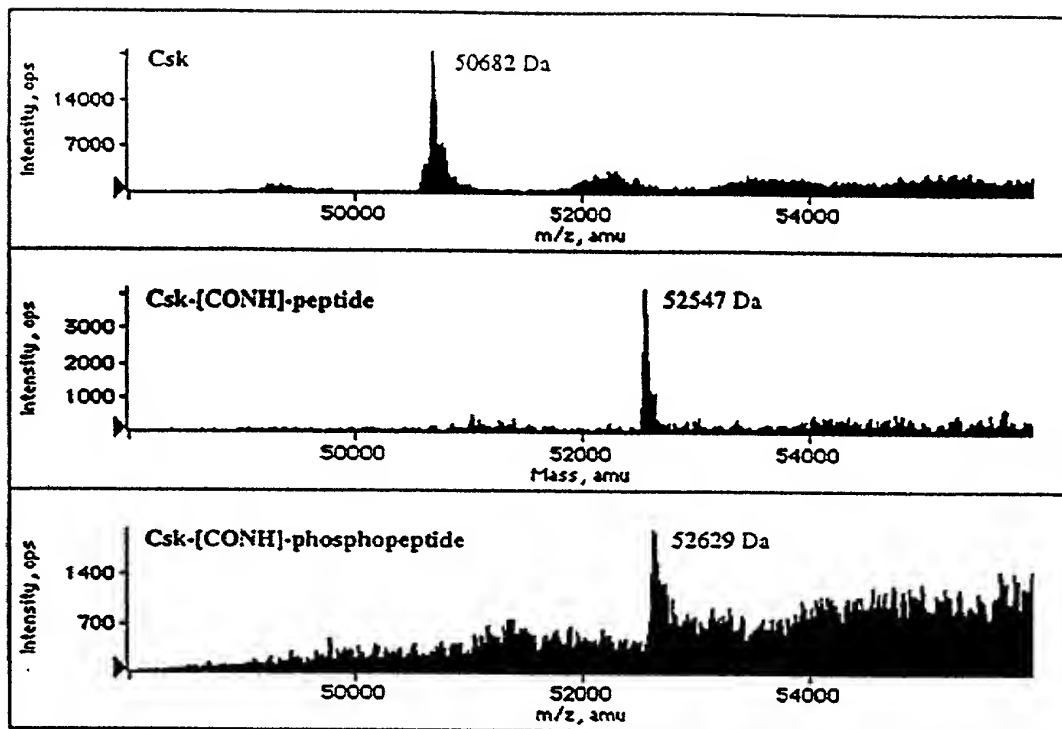 Csk
50682 Da
Intensity, cps
14000
7000
50000 52000 54000
m/z, amu
Csk-[CONH]-peptide
52547 Da
Intensity, cps
3000
2000
1000
50000 52000 54000
Mass, amu
Csk-[CONH]-phosphopeptide
52629 Da
Intensity, cps
1400
700
50000 52000 54000
m/z, amu